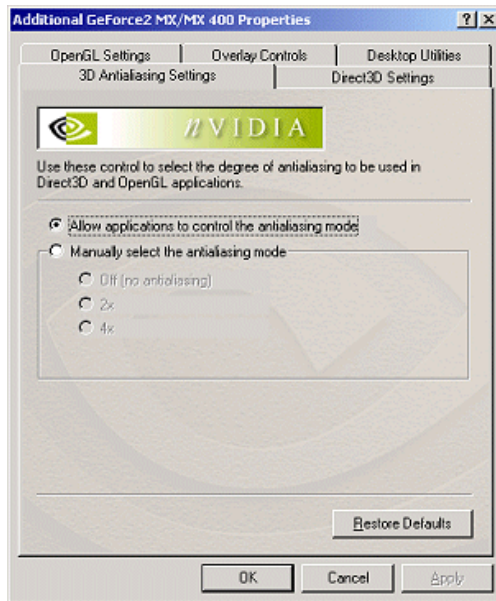 Additional GeForce2 MX/MX 400 Properties
OpenGL Settings
Overlay Controls
Desktop Utilities
3D Antialiasing Settings
Direct3D Settings
nVIDIA
Use these control to select the degree of antialiasing to be used in
Direct3D and OpenGL applications.
Allow applications to control the antialiasing mode
Manually select the antialiasing mode
Off (no antialiasing)
2x
4x
Restore Defaults
OK
Cancel
Apply